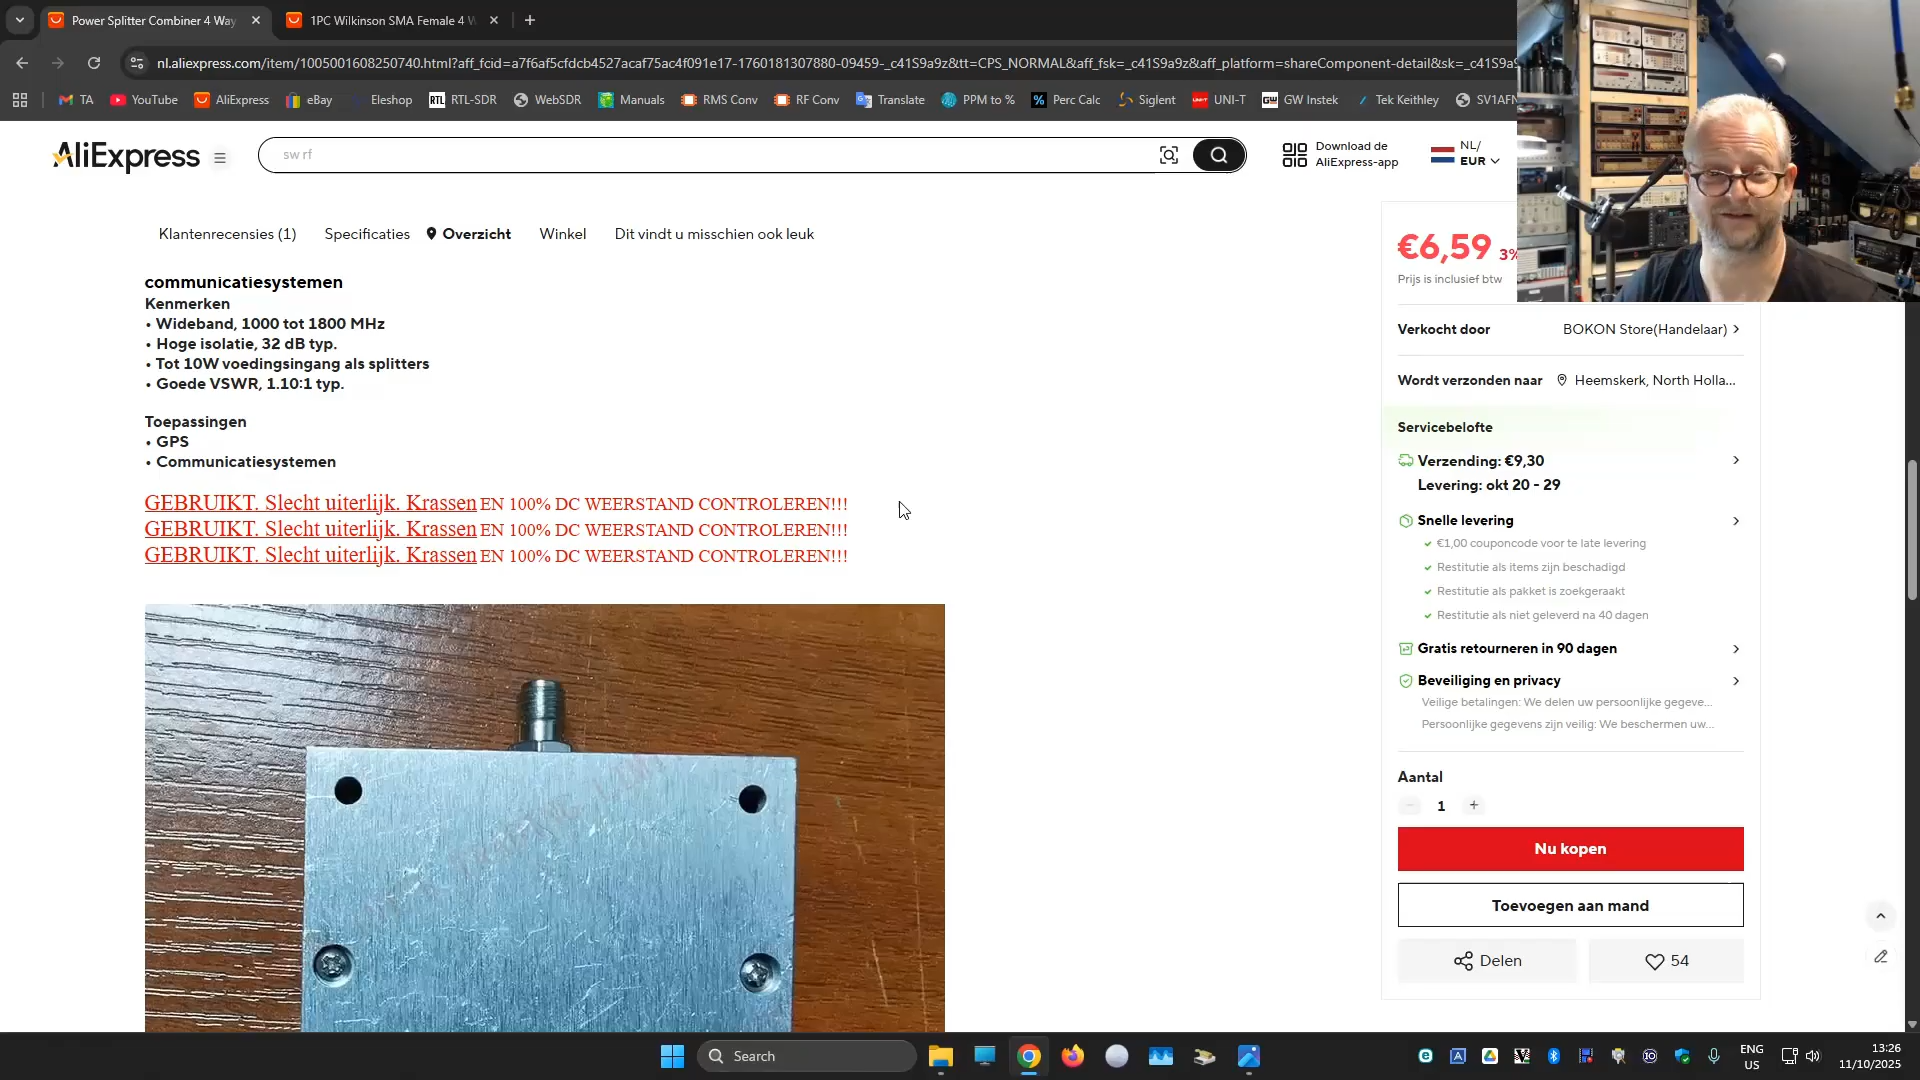 Power Splitter Combiner 4 Way
1PC Wilkinson SMA Female 4 W
nl.aliexpress.com/item/1005001608250740.html?aff_fcid=a7f6af5cfdcb4527acaf75ac4f091e17-1760181307880-09459-_c41S9a9z&tt=CPS_NORMAL&aff_fsk=_c41S9a9z&aff_platform=shareComponent-detail&sk=_c41S9a9
TA YouTube AliExpress eBay Eleshop RTL-SDR WebSDR Manuals RMS Conv RF Conv Translate PPM to % Perc Calc Siglent UNI-T GW Instek Tek Keithley SV1AFN
AliExpress
sw rf
Download de
AliExpress-app
NL/
EUR
Klantenrecensies (1) Specificaties Overzicht Winkel Dit vindt u misschien ook leuk
communicatiesystemen
Kenmerken
• Wideband, 1000 tot 1800 MHz
• Hoge isolatie, 32 dB typ.
• Tot 10W voedingsingang als splitters
• Goede VSWR, 1.10:1 typ.
Toepassingen
• GPS
• Communicatiesystemen
GEBRUIKT. Slecht uiterlijk. Krassen EN 100% DC WEERSTAND CONTROLEREN!!!
GEBRUIKT. Slecht uiterlijk. Krassen EN 100% DC WEERSTAND CONTROLEREN!!!
GEBRUIKT. Slecht uiterlijk. Krassen EN 100% DC WEERSTAND CONTROLEREN!!!
€6,59 3%
Prijs is inclusief btw
Verkocht door BOKON Store(Handelaar)
Wordt verzonden naar Heemskerk, North Holla...
Servicebelofte
Verzending: €9,30
Levering: okt 20 - 29
Snelle levering
€1,00 couponcode voor te late levering
Restitutie als items zijn beschadigd
Restitutie als pakket is zoekgeraakt
Restitutie als niet geleverd na 40 dagen
Gratis retourneren in 90 dagen
Beveiliging en privacy
Veilige betalingen: We delen uw persoonlijke gegeve...
Persoonlijke gegevens zijn veilig: We beschermen uw...
Aantal
1
Nu kopen
Toevoegen aan mand
Delen
54
Search
ENG
US
13:26
11/10/2025